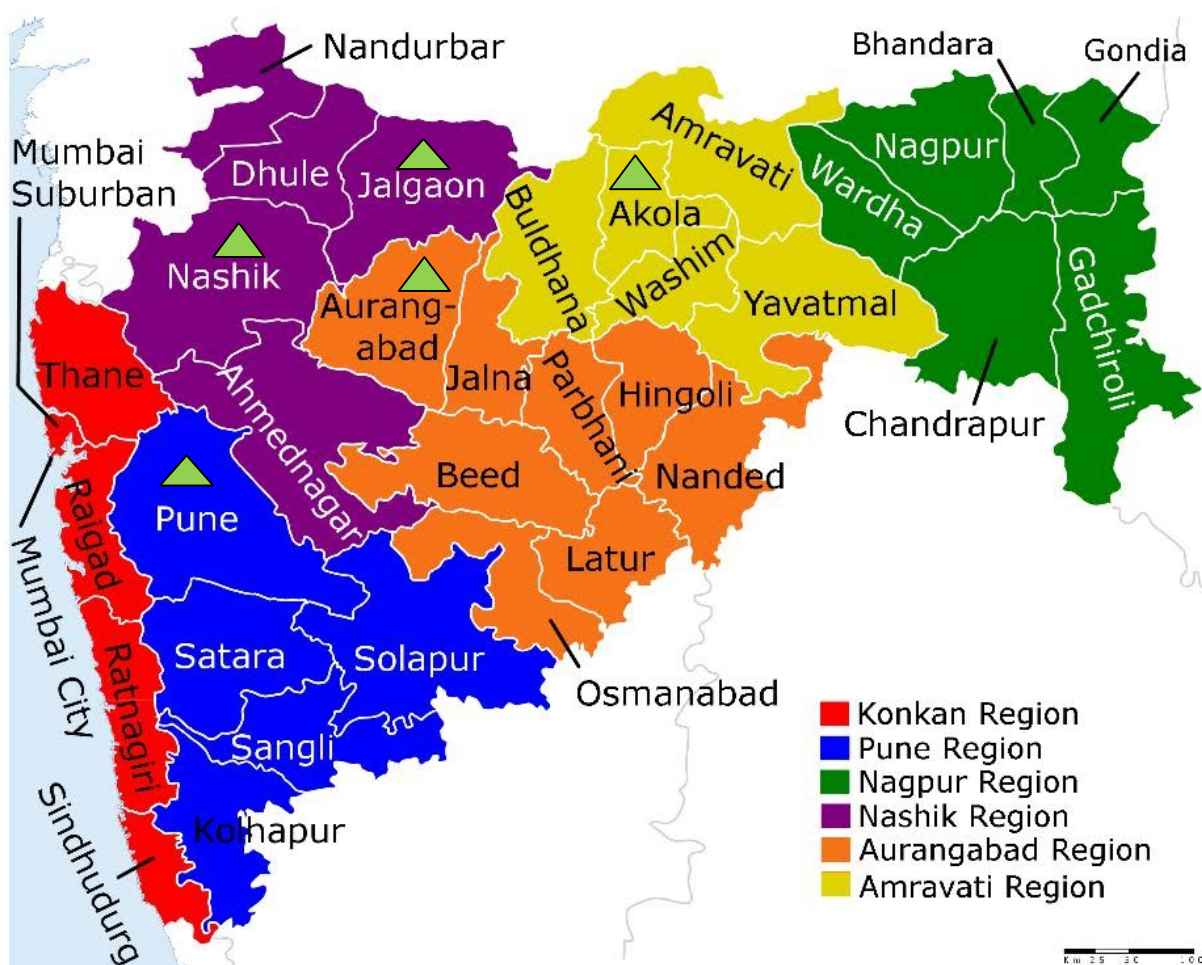 Nandurbar
Bhandara
Gondia
Mumbai
Suburban
Dhule
Jalgaon
Amravati
Nagpur
Wardha
Buldhana
Akola
Washim
Nashik
Aurang-
abad
Yavatmal
Gadchiroli
Thane
Ahmednagar
Jalna
Parbhani
Hingoli
Chandrapur
Beed
Nanded
Pune
Raigad
Latur
Mumbai City
Satara
Solapur
Osmanabad
Ratnagiri
Sangli
Kolhapur
Sindhudurg
Konkan Region
Pune Region
Nagpur Region
Nashik Region
Aurangabad Region
Amravati Region